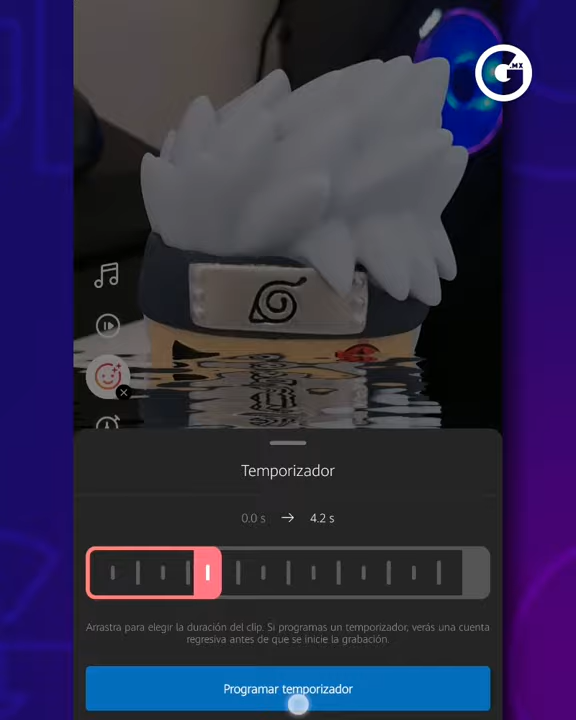 G.MX
Temporizador
0.0 s → 4.2 s
Arrastra para elegir la duración del clip. Si programas un temporizador, verás una cuenta
regresiva antes de que se inicie la grabación.
Programar temporizador